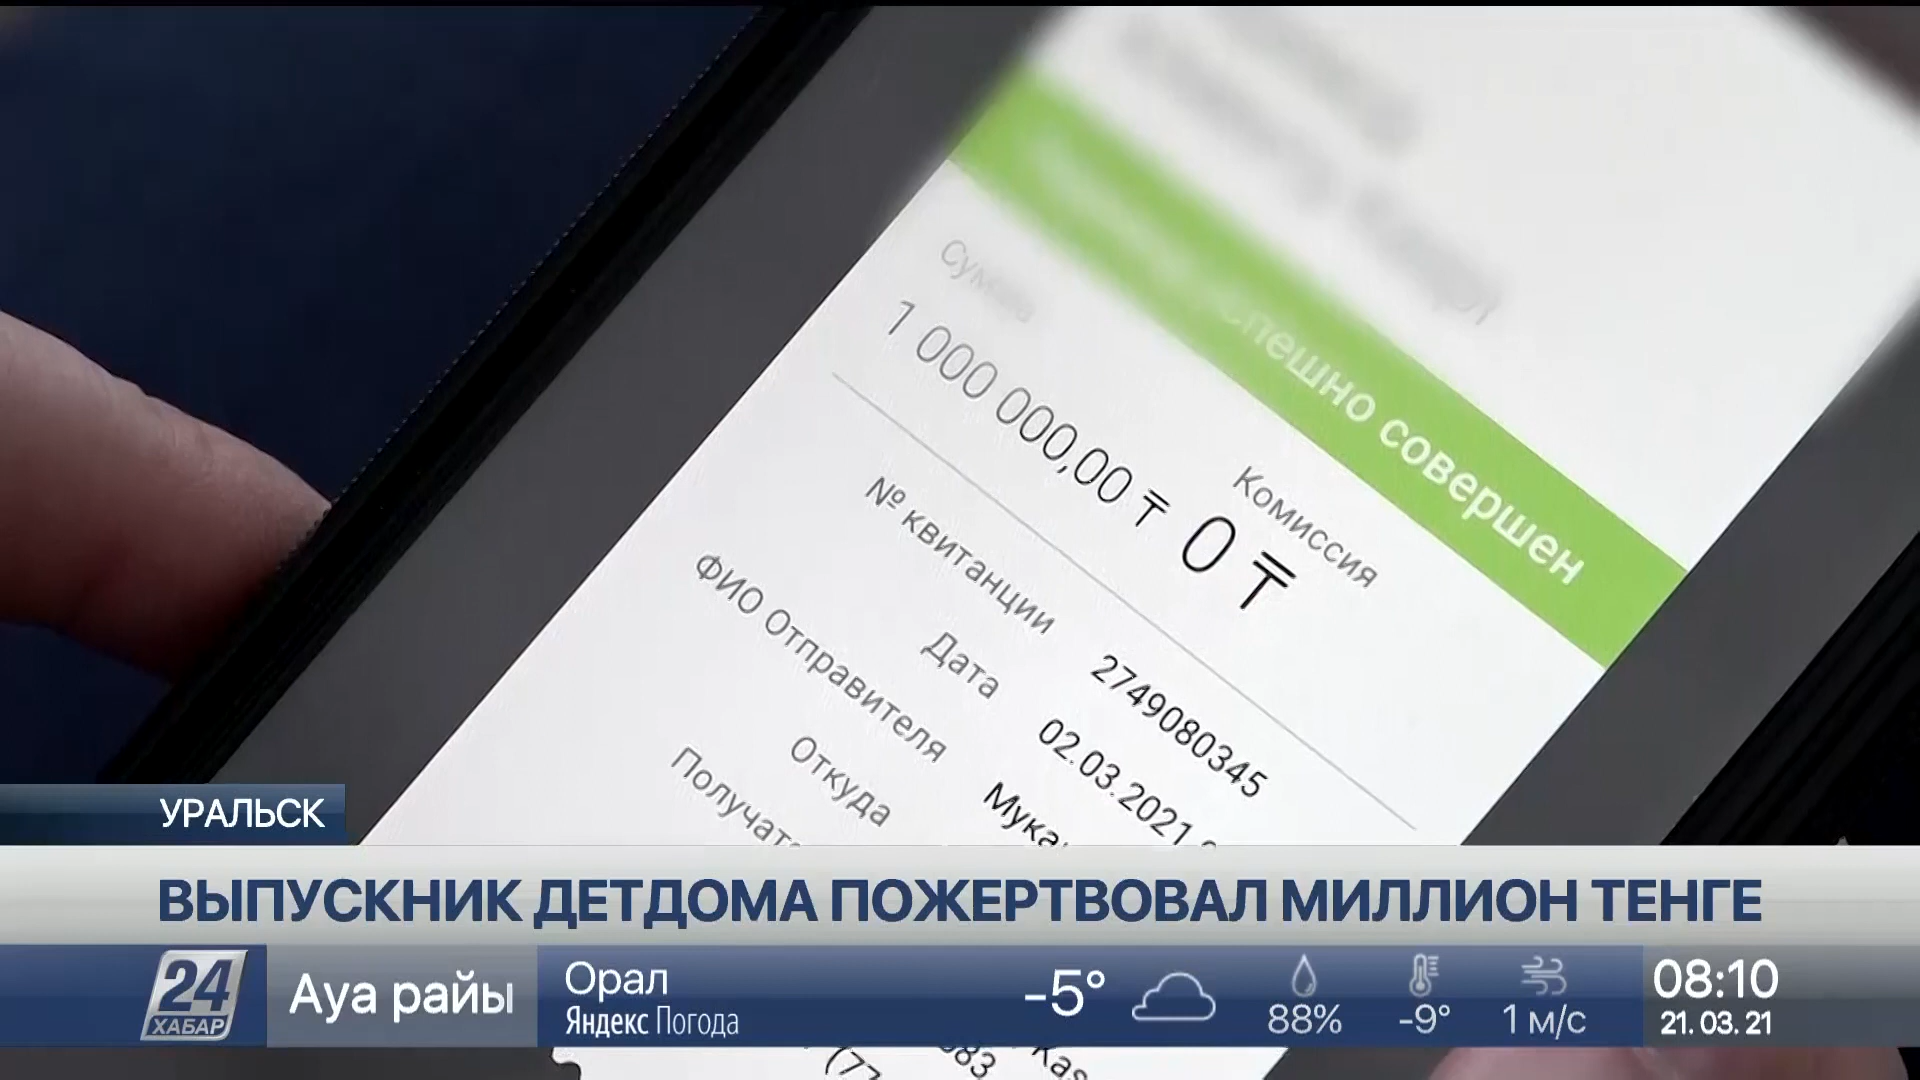 спешно совершен
Сумма
Комиссия
1 000 000,00 ₸
0 ₸
№ квитанции
2749080345
Дата
02.03.2021
ФИО Отправителя
Откуда
УРАЛЬСК
ВЫПУСКНИК ДЕТДОМА ПОЖЕРТВОВАЛ МИЛЛИОН ТЕНГЕ
24
ХАБАР
Ауа райы
Орал
Яндекс Погода
-5°
88%
-9°
1 м/с
08:10
21. 03. 21